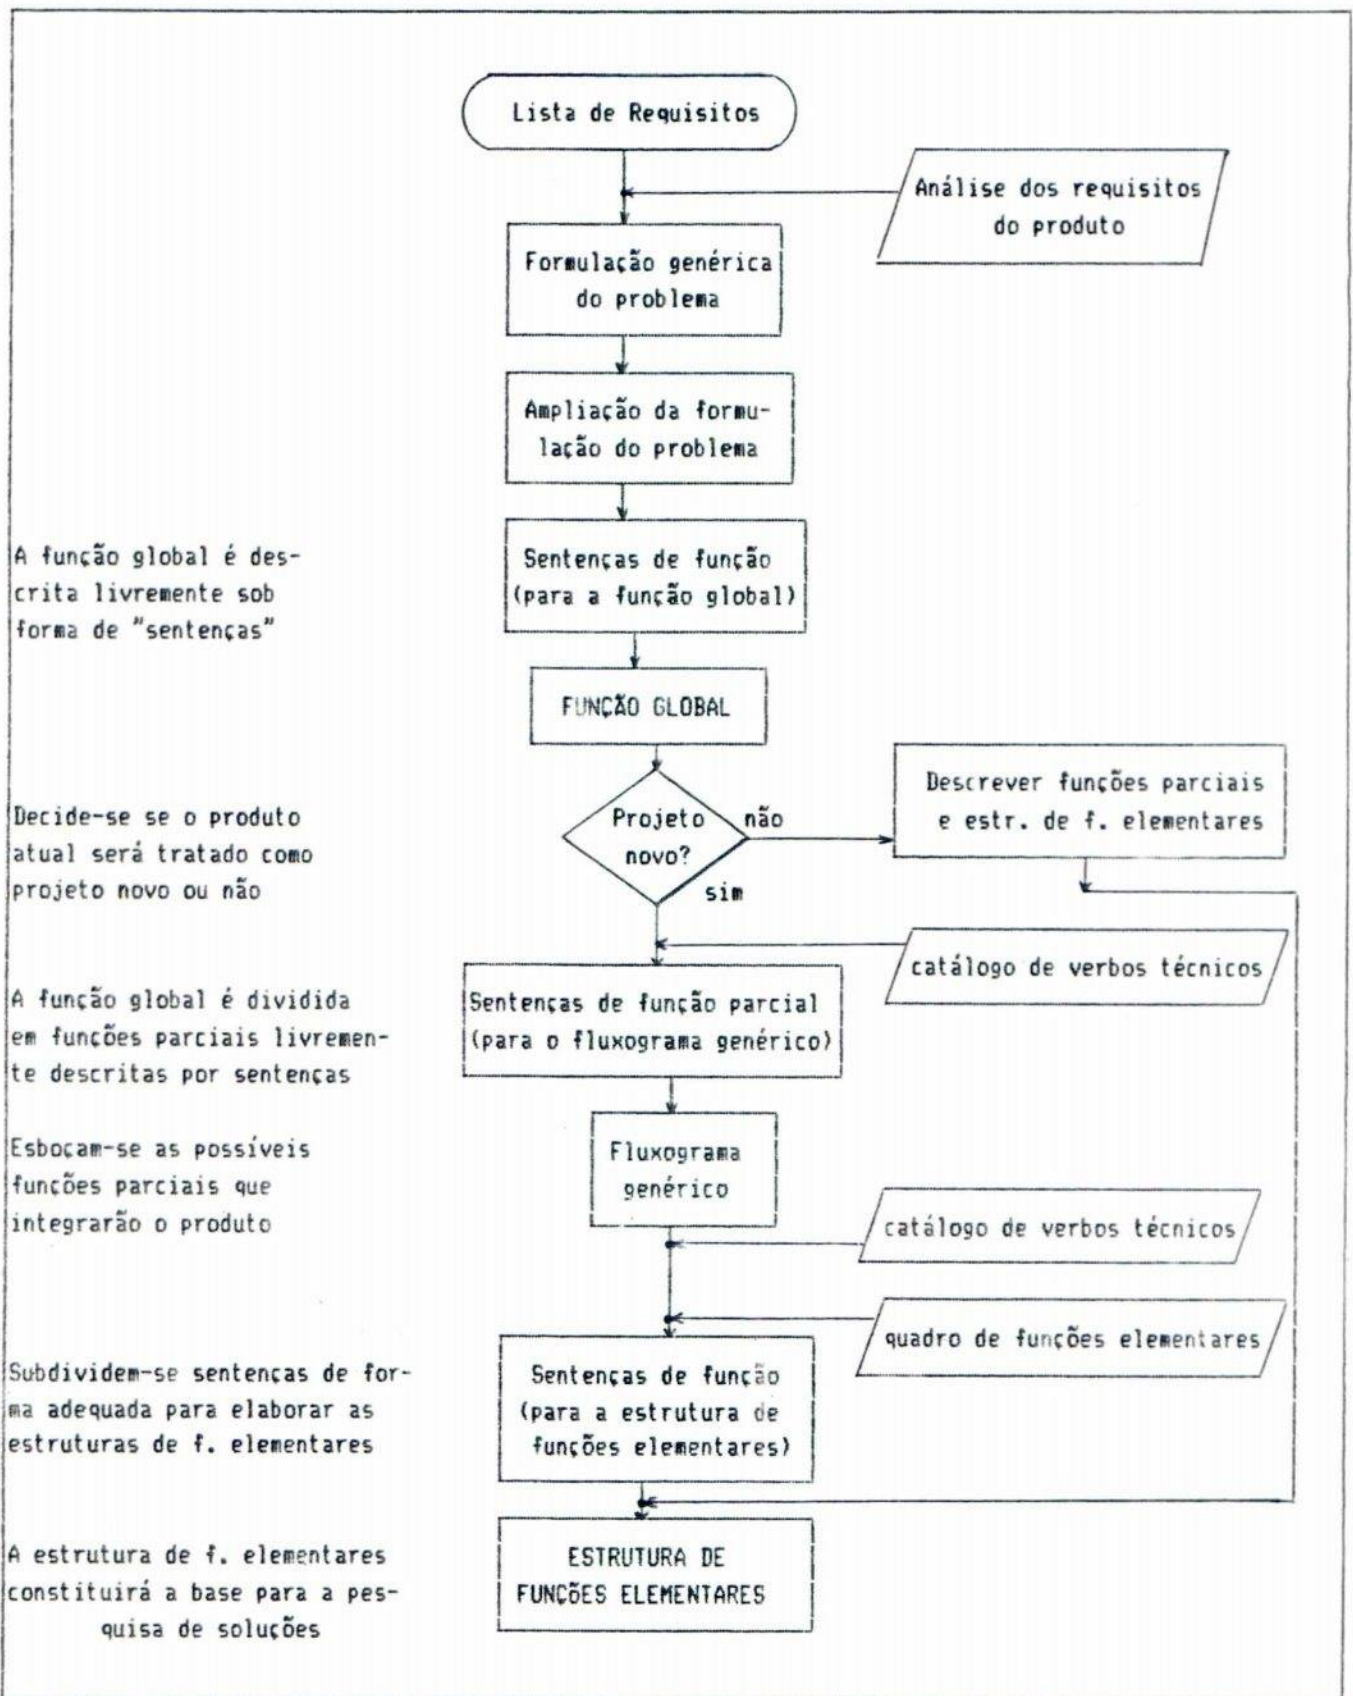 Lista de Requisitos
Análise dos requisitos
do produto
Formulação genérica
do problema
Ampliação da formu-
lação do problema
A função global é des-
crita livremente sob
forma de "sentenças"
Sentenças de função
(para a função global)
FUNÇÃO GLOBAL
Decide-se se o produto
atual será tratado como
projeto novo ou não
Projeto
novo?
não
sim
Descrever funções parciais
e estr. de f. elementares
catálogo de verbos técnicos
A função global é dividida
em funções parciais livremen-
te descritas por sentenças
Sentenças de função parcial
(para o fluxograma genérico)
Esboçam-se as possíveis
funções parciais que
integrarão o produto
Fluxograma
genérico
catálogo de verbos técnicos
quadro de funções elementares
Subdividem-se sentenças de for-
ma adequada para elaborar as
estruturas de f. elementares
Sentenças de função
(para a estrutura de
funções elementares)
A estrutura de f. elementares
constituirá a base para a pes-
quisa de soluções
ESTRUTURA DE
FUNÇÕES ELEMENTARES